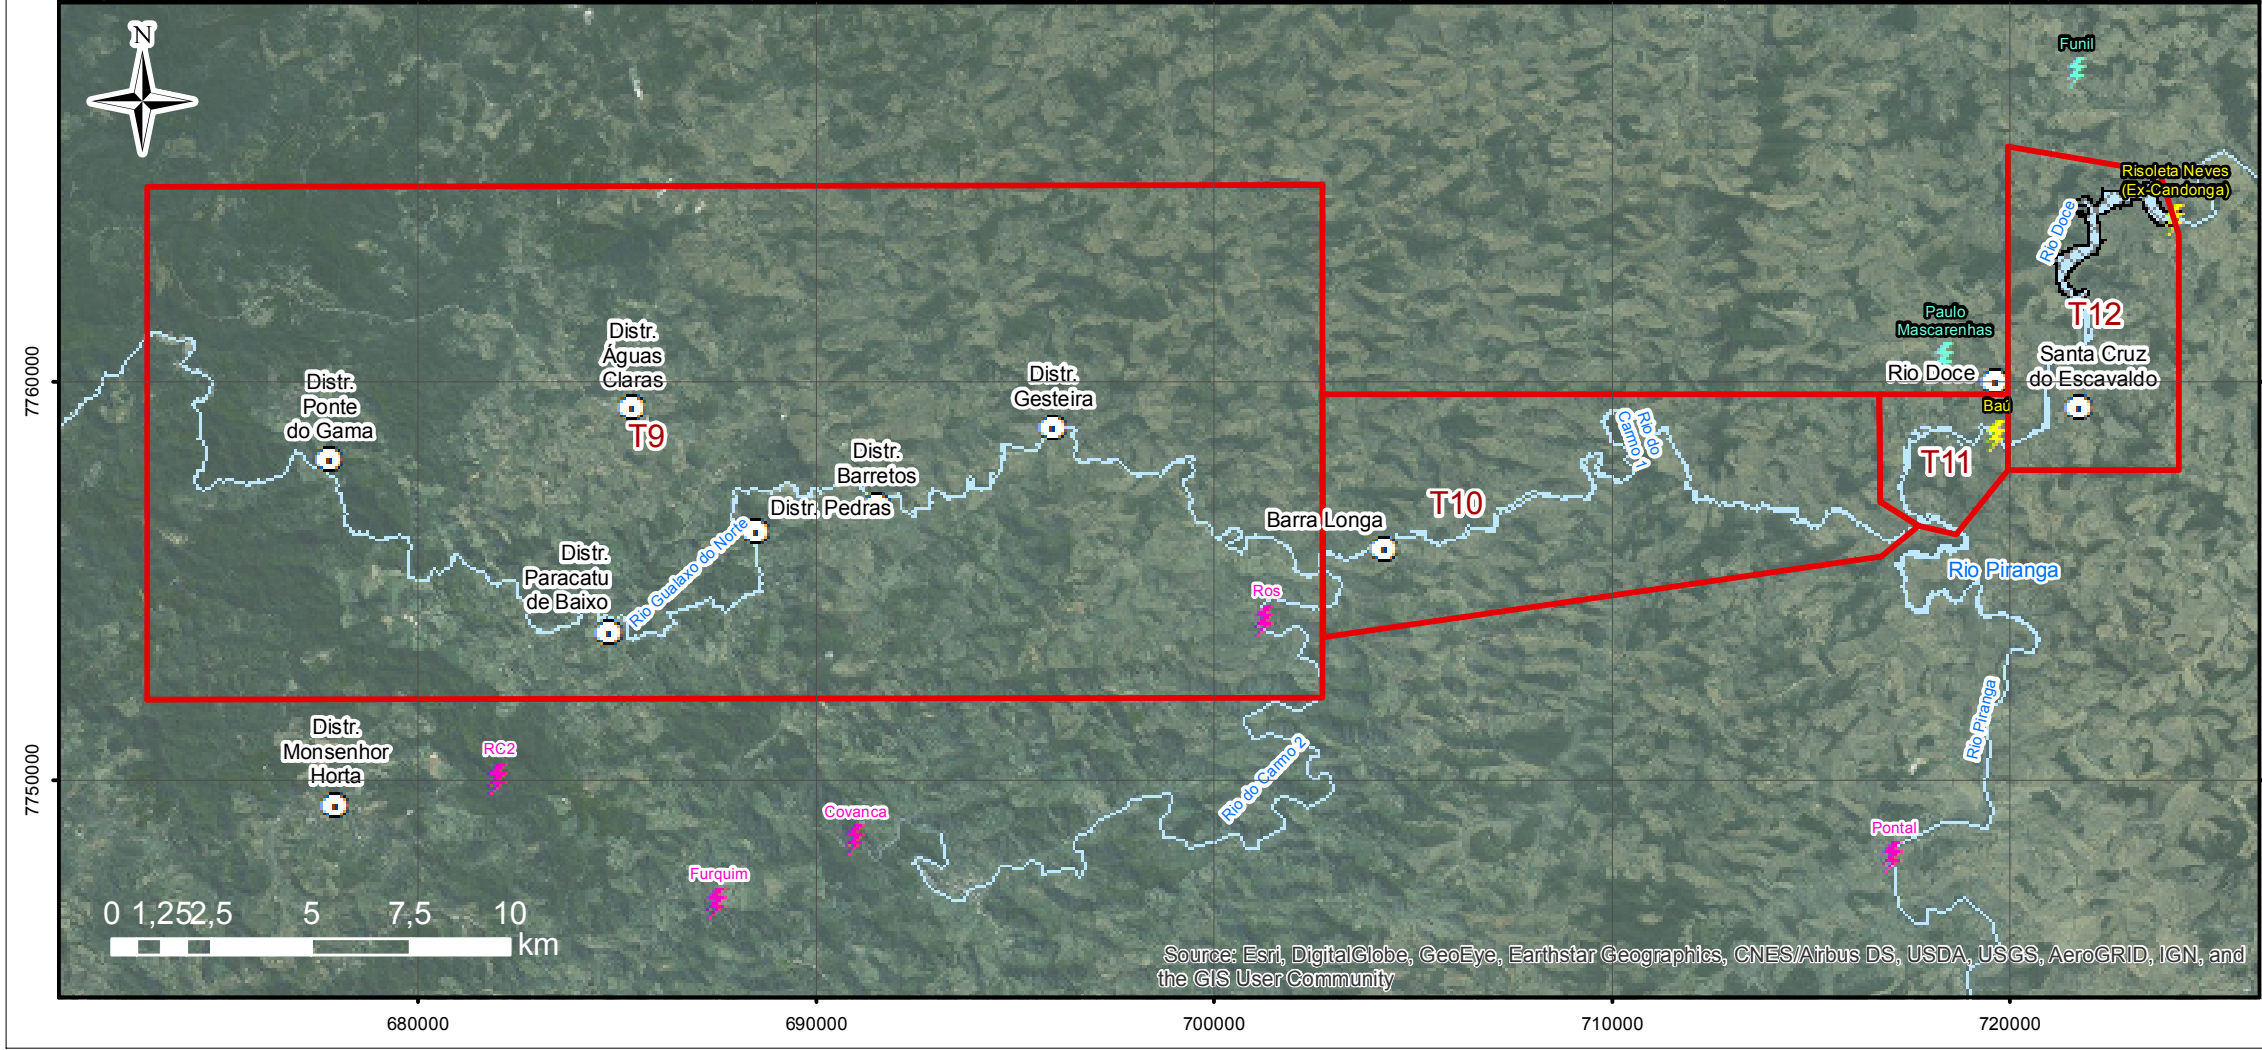 N
Funil
Risoleta Neves
(Ex-Candonga)
Rio Doce
Paulo
Mascarenhas
T12
Rio Doce
Santa Cruz
do Escavaldo
Baú
T11
Distr.
Águas
Claras
T9
Distr.
Ponte
do Gama
Distr.
Gesteira
Distr.
Barretos
Distr. Pedras
Rio do
Carmo 1
T10
Barra Longa
Rio Gualaxo do Norte
Distr.
Paracatu
de Baixo
Ros
Rio Piranga
Rio Piranga
Distr.
Monsenhor
Horta
RC2
Rio do Carmo 2
Covanca
Furquim
Pontal
0 1,25 2,5 5 7,5 10
km
Source: Esri, DigitalGlobe, GeoEye, Earthstar Geographics, CNES/Airbus DS, USDA, USGS, AeroGRID, IGN, and
the GIS User Community
7760000
7750000
680000 690000 700000 710000 720000